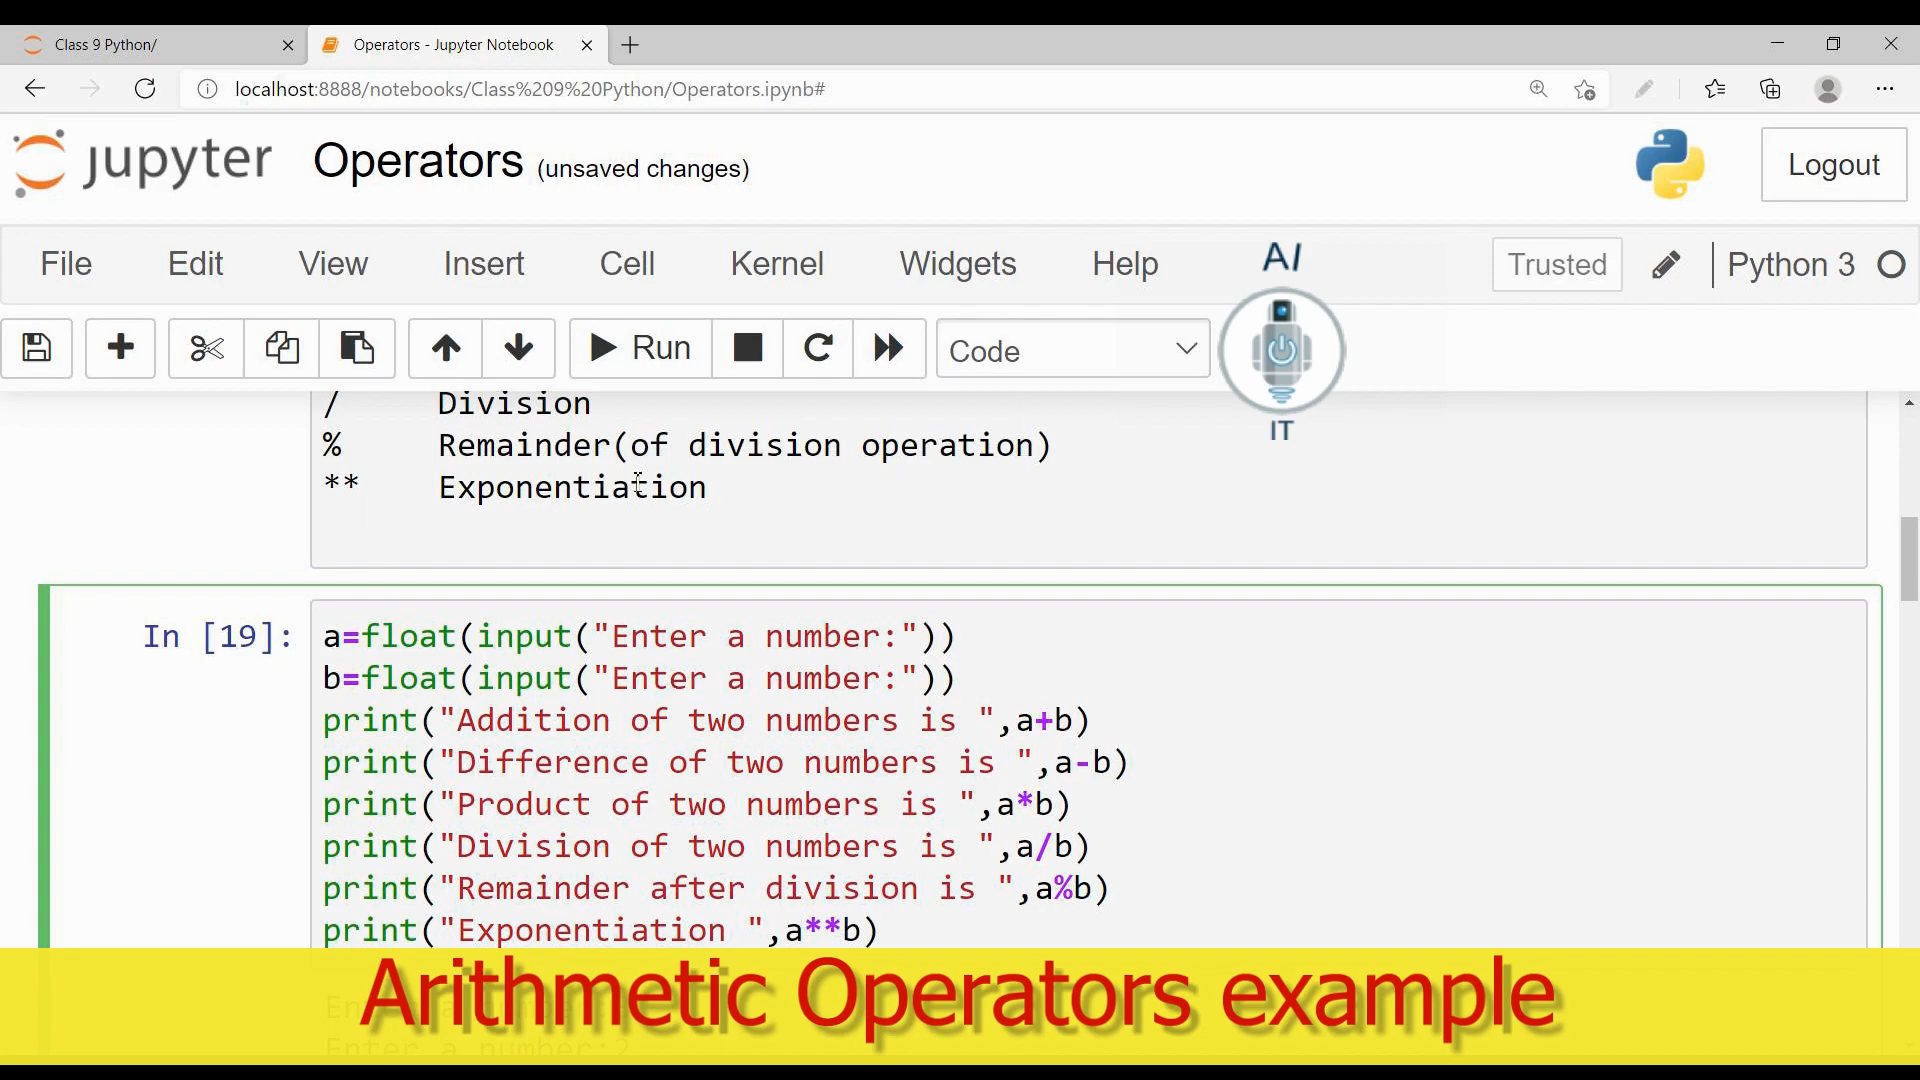 Class 9 Python/
Operators - Jupyter Notebook
localhost:8888/notebooks/Class%209%20Python/Operators.ipynb#
jupyter
Operators (unsaved changes)
Logout
File Edit View Insert Cell Kernel Widgets Help
AI
Trusted
Python 3
Run
Code
IT
/ Division
% Remainder(of division operation)
** Exponentiation
In [19]:
a=float(input("Enter a number:"))
b=float(input("Enter a number:"))
print("Addition of two numbers is ",a+b)
print("Difference of two numbers is ",a-b)
print("Product of two numbers is ",a*b)
print("Division of two numbers is ",a/b)
print("Remainder after division is ",a%b)
print("Exponentiation ",a**b)
Arithmetic Operators example
Enter a number:2